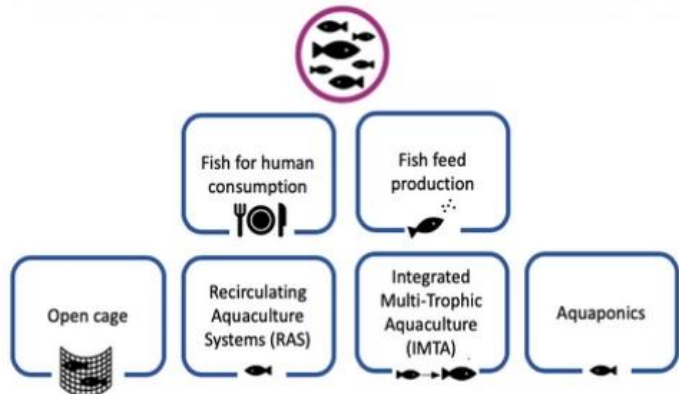 Fish for human
consumption
Fish feed
production
Open cage
Recirculating
Aquaculture
Systems (RAS)
Integrated
Multi-Trophic
Aquaculture
(IMTA)
Aquaponics